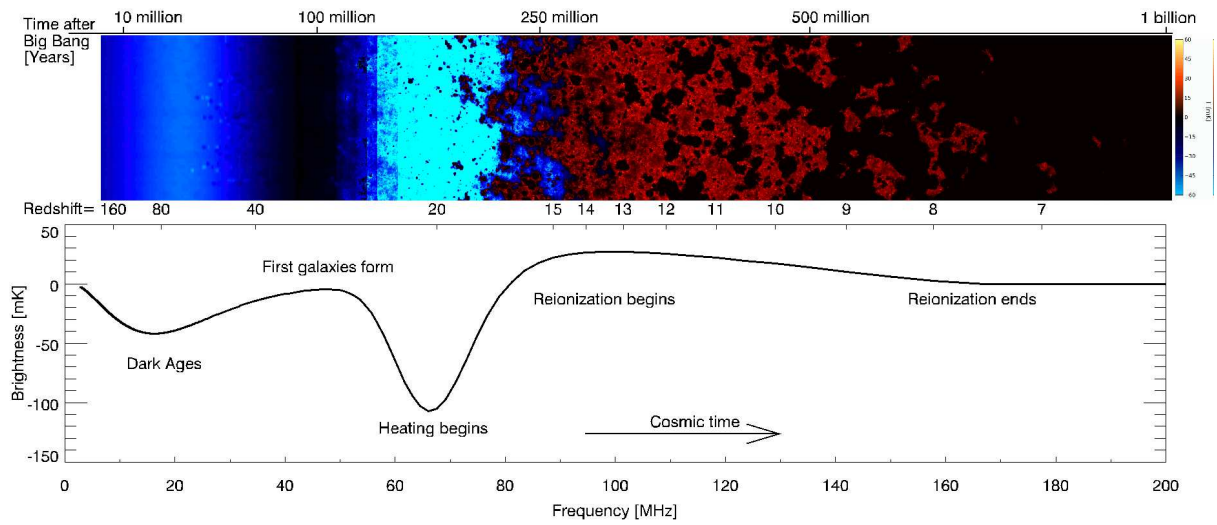 Time after
Big Bang
[Years]
10 million 100 million 250 million 500 million 1 billion
60
45
30
15
0
-15
-30
-45
-60
Redshift= 160 80 40 20 15 14 13 12 11 10 9 8 7
50
0
-50
-100
-150
Brightness [mK]
First galaxies form
Reionization begins
Reionization ends
Dark Ages
Heating begins
Cosmic time
0 20 40 60 80 100 120 140 160 180 200
Frequency [MHz]